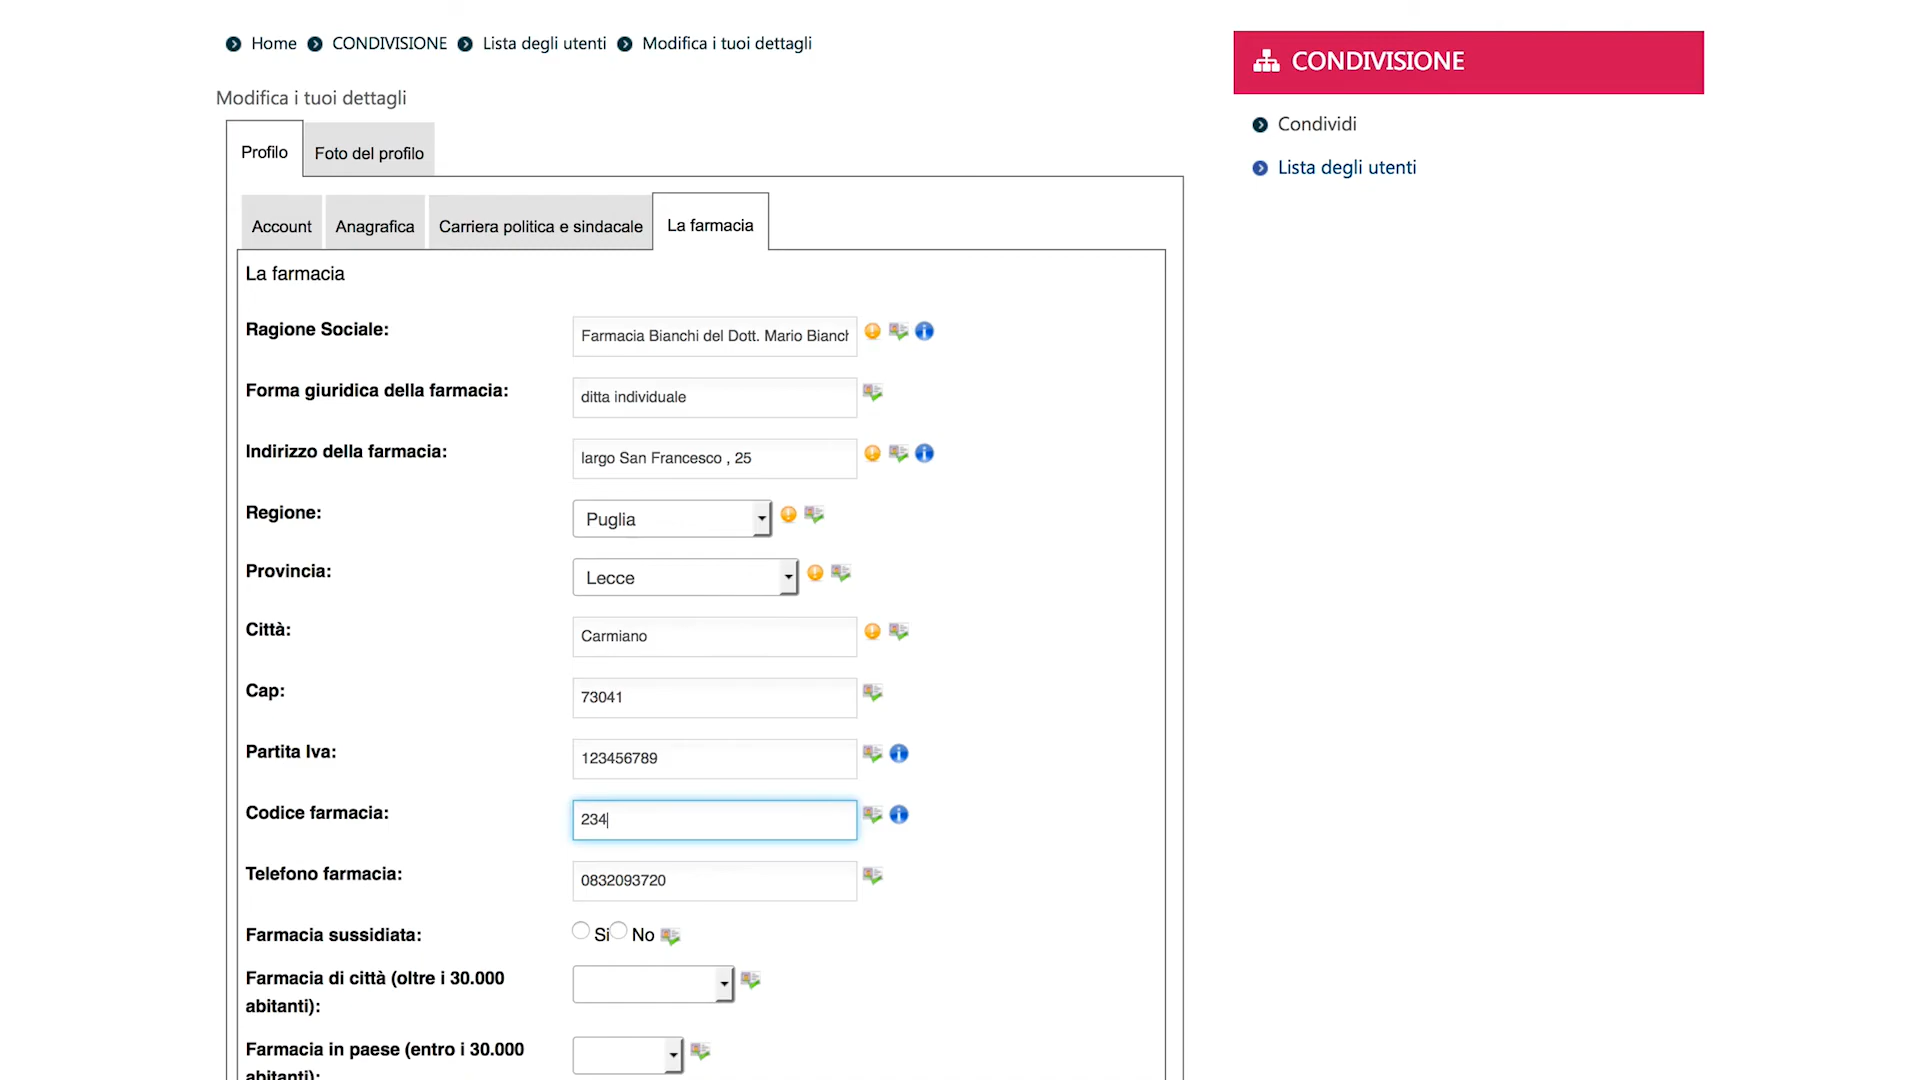 Home CONDIVISIONE Lista degli utenti Modifica i tuoi dettagli
CONDIVISIONE
Condividi
Lista degli utenti
Modifica i tuoi dettagli
Profilo Foto del profilo
Account Anagrafica Carriera politica e sindacale La farmacia
La farmacia
Ragione Sociale: Farmacia Bianchi del Dott. Mario Bianch
Forma giuridica della farmacia: ditta individuale
Indirizzo della farmacia: largo San Francesco , 25
Regione: Puglia
Provincia: Lecce
Città: Carmiano
Cap: 73041
Partita Iva: 123456789
Codice farmacia: 234
Telefono farmacia: 0832093720
Farmacia sussidiata: Si No
Farmacia di città (oltre i 30.000
abitanti):
Farmacia in paese (entro i 30.000
abitanti):